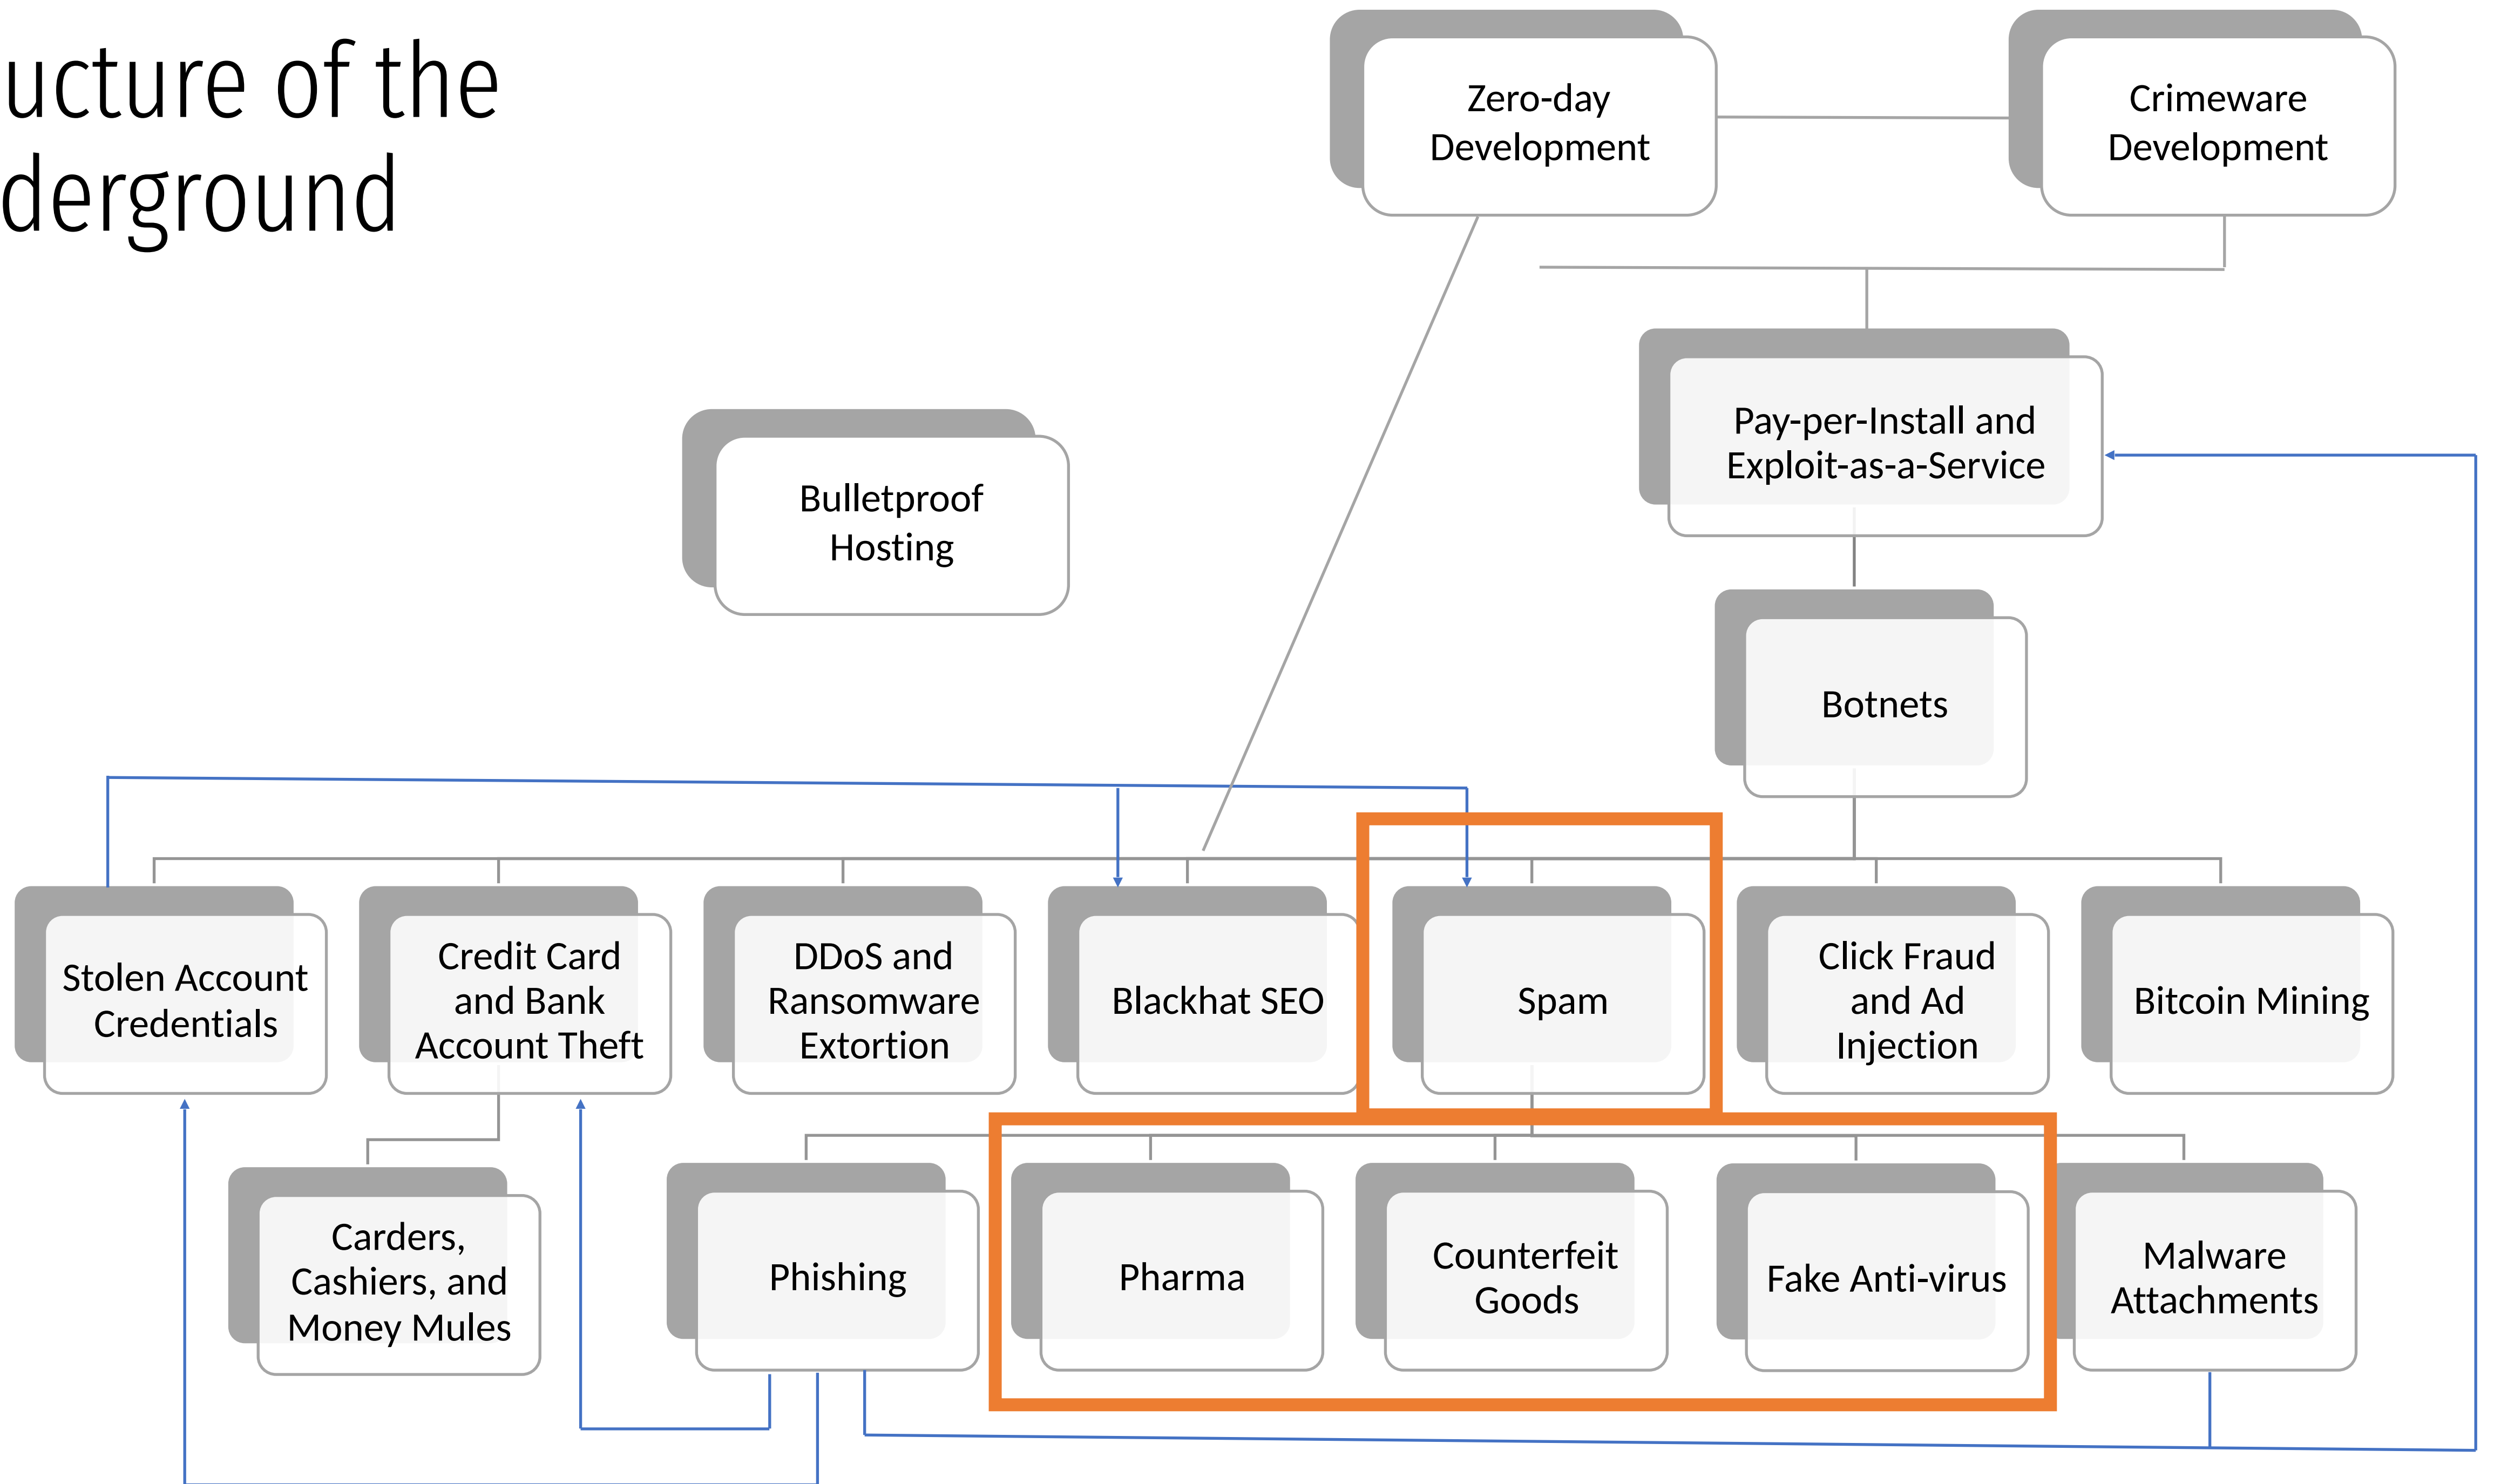 ucture of the
derground
Zero-day
Development
Crimeware
Development
Pay-per-Install and
Exploit-as-a-Service
Bulletproof
Hosting
Botnets
Stolen Account
Credentials
Credit Card
and Bank
Account Theft
DDoS and
Ransomware
Extortion
Blackhat SEO
Spam
Click Fraud
and Ad
Injection
Bitcoin Mining
Carders,
Cashiers, and
Money Mules
Phishing
Pharma
Counterfeit
Goods
Fake Anti-virus
Malware
Attachments